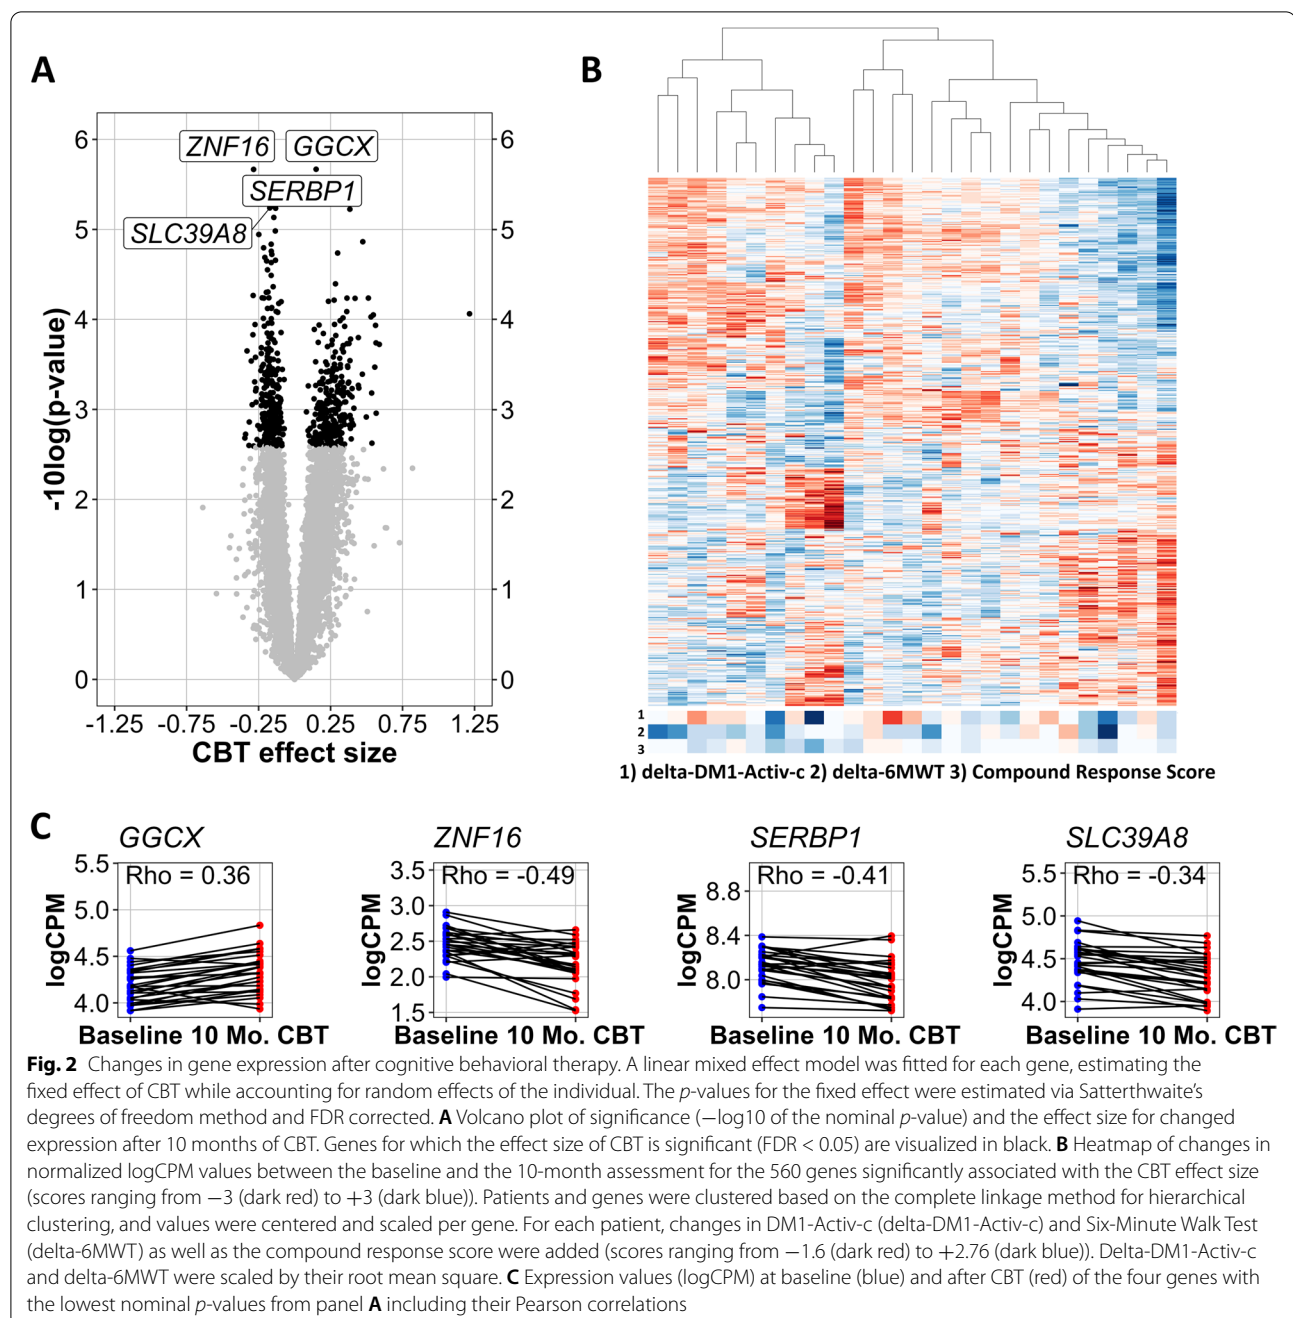 A
B
6
5
4
3
2
1
0
6
5
4
3
2
1
0
ZNF16
GGCX
SERBP1
SLC39A8
-10log(p-value)
-1.25 -0.75 -0.25 0.25 0.75 1.25
CBT effect size
1
2
3
1) delta-DM1-Activ-c 2) delta-6MWT 3) Compound Response Score
C
GGCX
Rho = 0.36
logCPM
5.5
5.0
4.5
4.0
Baseline 10 Mo. CBT
ZNF16
Rho = -0.49
logCPM
3.5
3.0
2.5
2.0
1.5
Baseline 10 Mo. CBT
SERBP1
Rho = -0.41
logCPM
8.8
8.4
8.0
Baseline 10 Mo. CBT
SLC39A8
Rho = -0.34
logCPM
5.5
5.0
4.5
4.0
Baseline 10 Mo. CBT
Fig. 2 Changes in gene expression after cognitive behavioral therapy. A linear mixed effect model was fitted for each gene, estimating the
fixed effect of CBT while accounting for random effects of the individual. The p-values for the fixed effect were estimated via Satterthwaite’s
degrees of freedom method and FDR corrected. A Volcano plot of significance (−log10 of the nominal p-value) and the effect size for changed
expression after 10 months of CBT. Genes for which the effect size of CBT is significant (FDR < 0.05) are visualized in black. B Heatmap of changes in
normalized logCPM values between the baseline and the 10-month assessment for the 560 genes significantly associated with the CBT effect size
(scores ranging from −3 (dark red) to +3 (dark blue)). Patients and genes were clustered based on the complete linkage method for hierarchical
clustering, and values were centered and scaled per gene. For each patient, changes in DM1-Activ-c (delta-DM1-Activ-c) and Six-Minute Walk Test
(delta-6MWT) as well as the compound response score were added (scores ranging from −1.6 (dark red) to +2.76 (dark blue)). Delta-DM1-Activ-c
and delta-6MWT were scaled by their root mean square. C Expression values (logCPM) at baseline (blue) and after CBT (red) of the four genes with
the lowest nominal p-values from panel A including their Pearson correlations